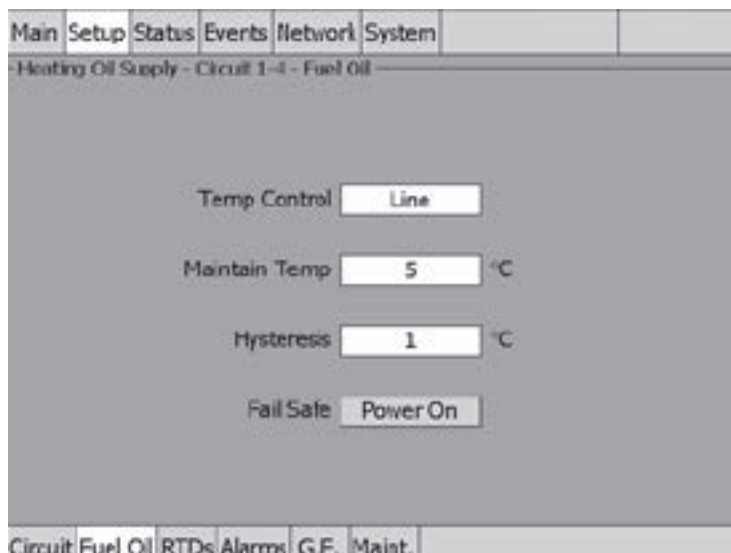 Main Setup Status Events Network System
Heating Oil Supply - Circuit 1-4 - Fuel Oil
Temp Control Line
Maintain Temp 5 °C
Hysteresis 1 °C
Fail Safe Power On
Circuit Fuel Oil RTDs Alarms G.F. Maint.